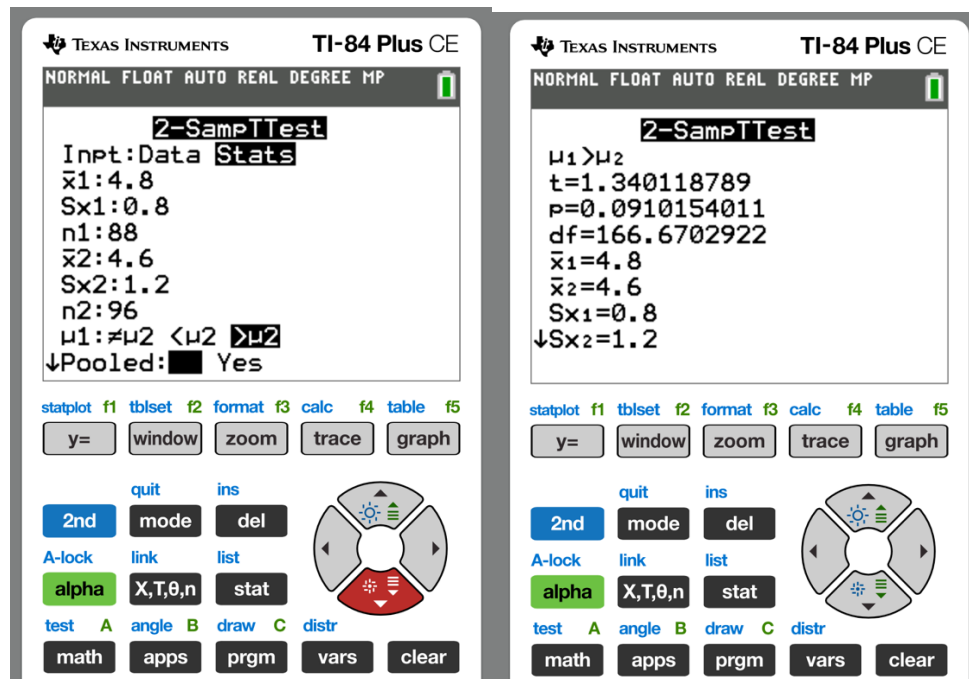 TEXAS INSTRUMENTS TI-84 Plus CE
NORMAL FLOAT AUTO REAL DEGREE MP
2-SampTTest
Inpt:Data Stats
x̄1:4.8
Sx1:0.8
n1:88
x̄2:4.6
Sx2:1.2
n2:96
μ1:≠μ2 <μ2 >μ2
↓Pooled: Yes
statplot f1 tblset f2 format f3 calc f4 table f5
y= window zoom trace graph
quit ins
2nd mode del
A-lock link list
alpha X,T,θ,n stat
test A angle B draw C distr
math apps prgm vars clear
TEXAS INSTRUMENTS TI-84 Plus CE
NORMAL FLOAT AUTO REAL DEGREE MP
2-SampTTest
μ1>μ2
t=1.340118789
p=0.0910154011
df=166.6702922
x̄1=4.8
x̄2=4.6
Sx1=0.8
↓Sx2=1.2
statplot f1 tblset f2 format f3 calc f4 table f5
y= window zoom trace graph
quit ins
2nd mode del
A-lock link list
alpha X,T,θ,n stat
test A angle B draw C distr
math apps prgm vars clear